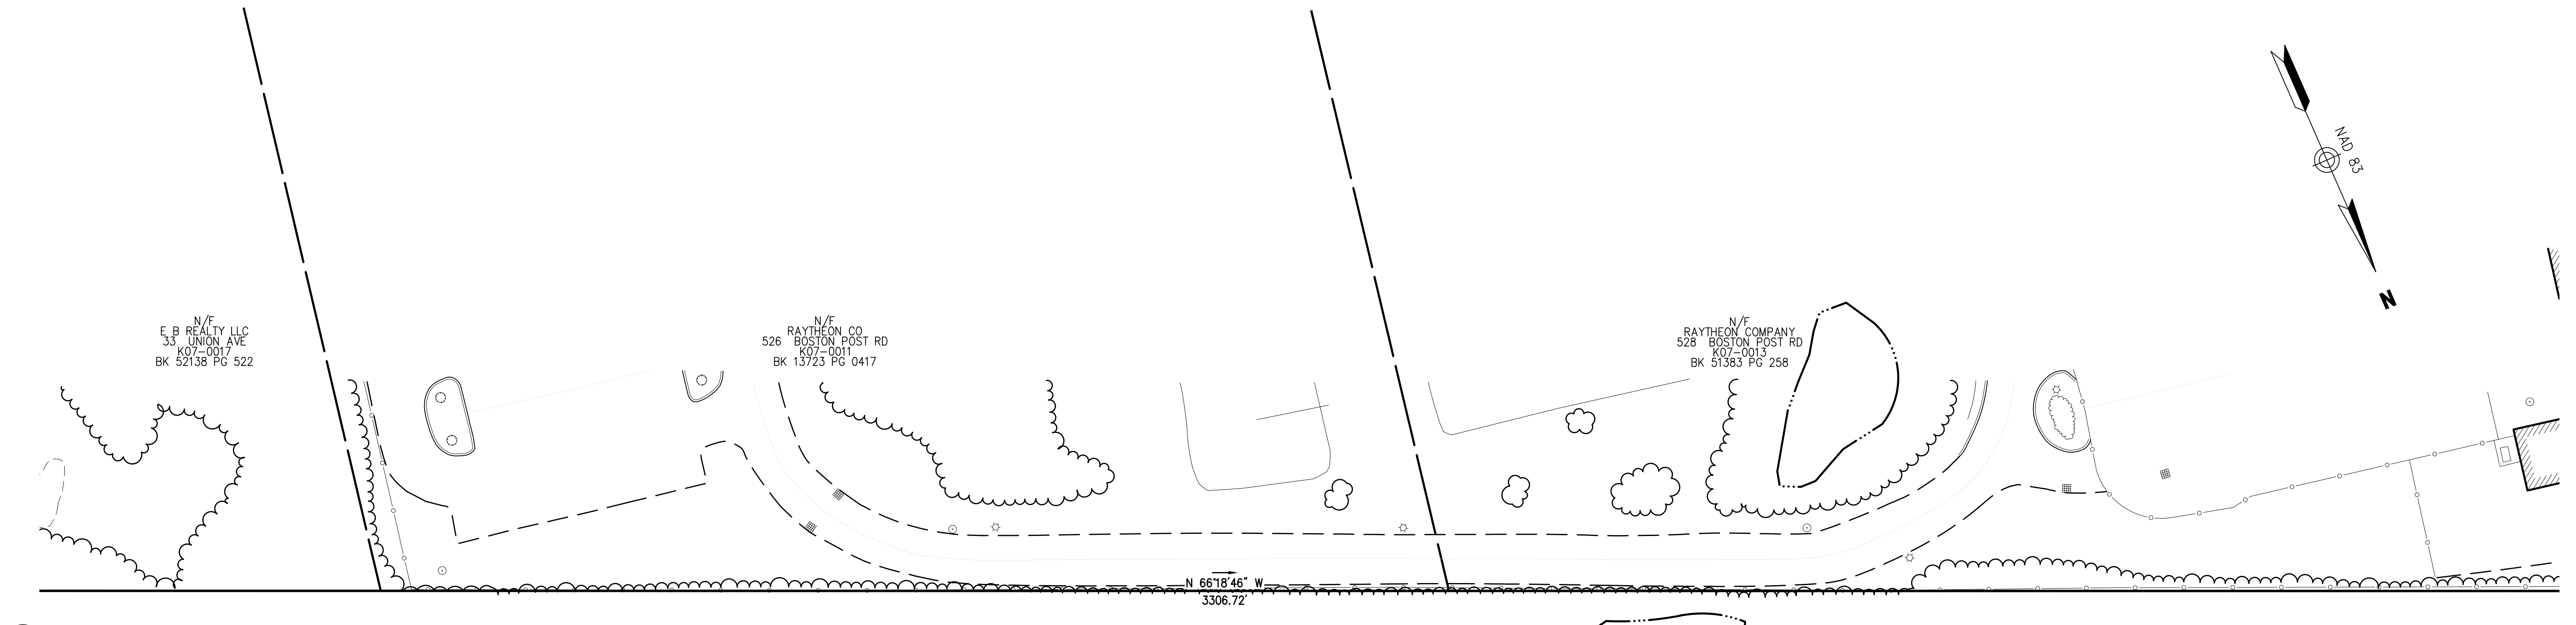 NAD 83
N
N/F
E B REALTY LLC
33 UNION AVE
K07-0017
BK 52138 PG 522
N/F
RAYTHEON CO
526 BOSTON POST RD
K07-0011
BK 13723 PG 0417
N/F
RAYTHEON COMPANY
528 BOSTON POST RD
K07-0013
BK 51383 PG 258
N 66°18'46" W
3306.72'